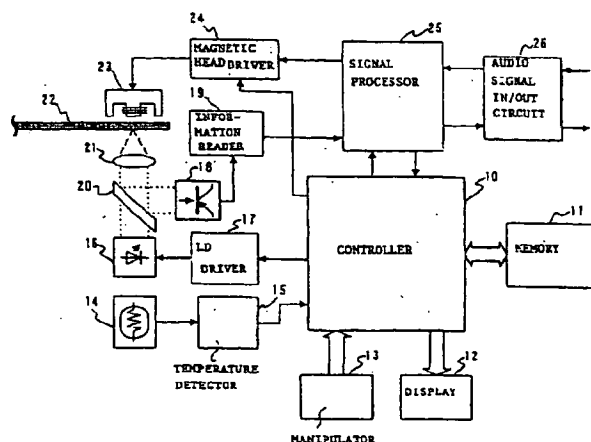 24
MAGNETIC
HEAD DRIVER
25
SIGNAL
PROCESSOR
26
AUDIO
SIGNAL
IN/OUT
CIRCUIT
23
22
19
INFOR-
MATION
READER
21
20
18
10
CONTROLLER
11
MEMORY
16
17
LD
DRIVER
14
15
TEMPERATURE
DETECTOR
13
MANIPULATOR
12
DISPLAY